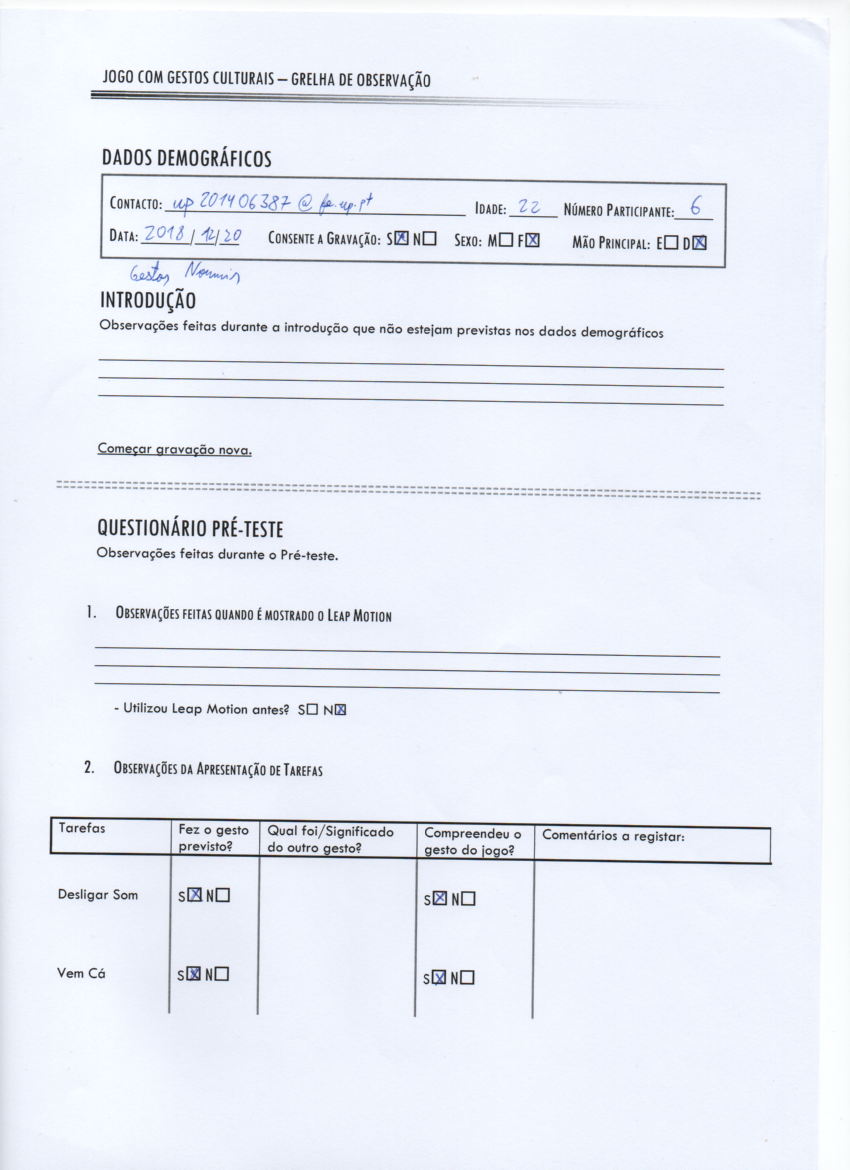 JOGO COM GESTOS CULTURAIS – GRELHA DE OBSERVAÇÃO
DADOS DEMOGRÁFICOS
CONTACTO: up201406387@fe.up.pt IDADE: 22 NÚMERO PARTICIPANTE: 6
DATA: 2018/12/20 CONSENTE A GRAVAÇÃO: S☒ N☐ SEXO: M☐ F☒ MÃO PRINCIPAL: E☐ D☒
Gestos Normais
INTRODUÇÃO
Observações feitas durante a introdução que não estejam previstas nos dados demográficos
Começar gravação nova.
QUESTIONÁRIO PRÉ-TESTE
Observações feitas durante o Pré-teste.
1. OBSERVAÇÕES FEITAS QUANDO É MOSTRADO O LEAP MOTION
- Utilizou Leap Motion antes? S☐ N☒
2. OBSERVAÇÕES DA APRESENTAÇÃO DE TAREFAS
Tarefas Fez o gesto Qual foi/Significado Compreendeu o Comentários a registar:
previsto? do outro gesto? gesto do jogo?
Desligar Som S☒ N☐ S☒ N☐
Vem Cá S☒ N☐ S☒ N☐